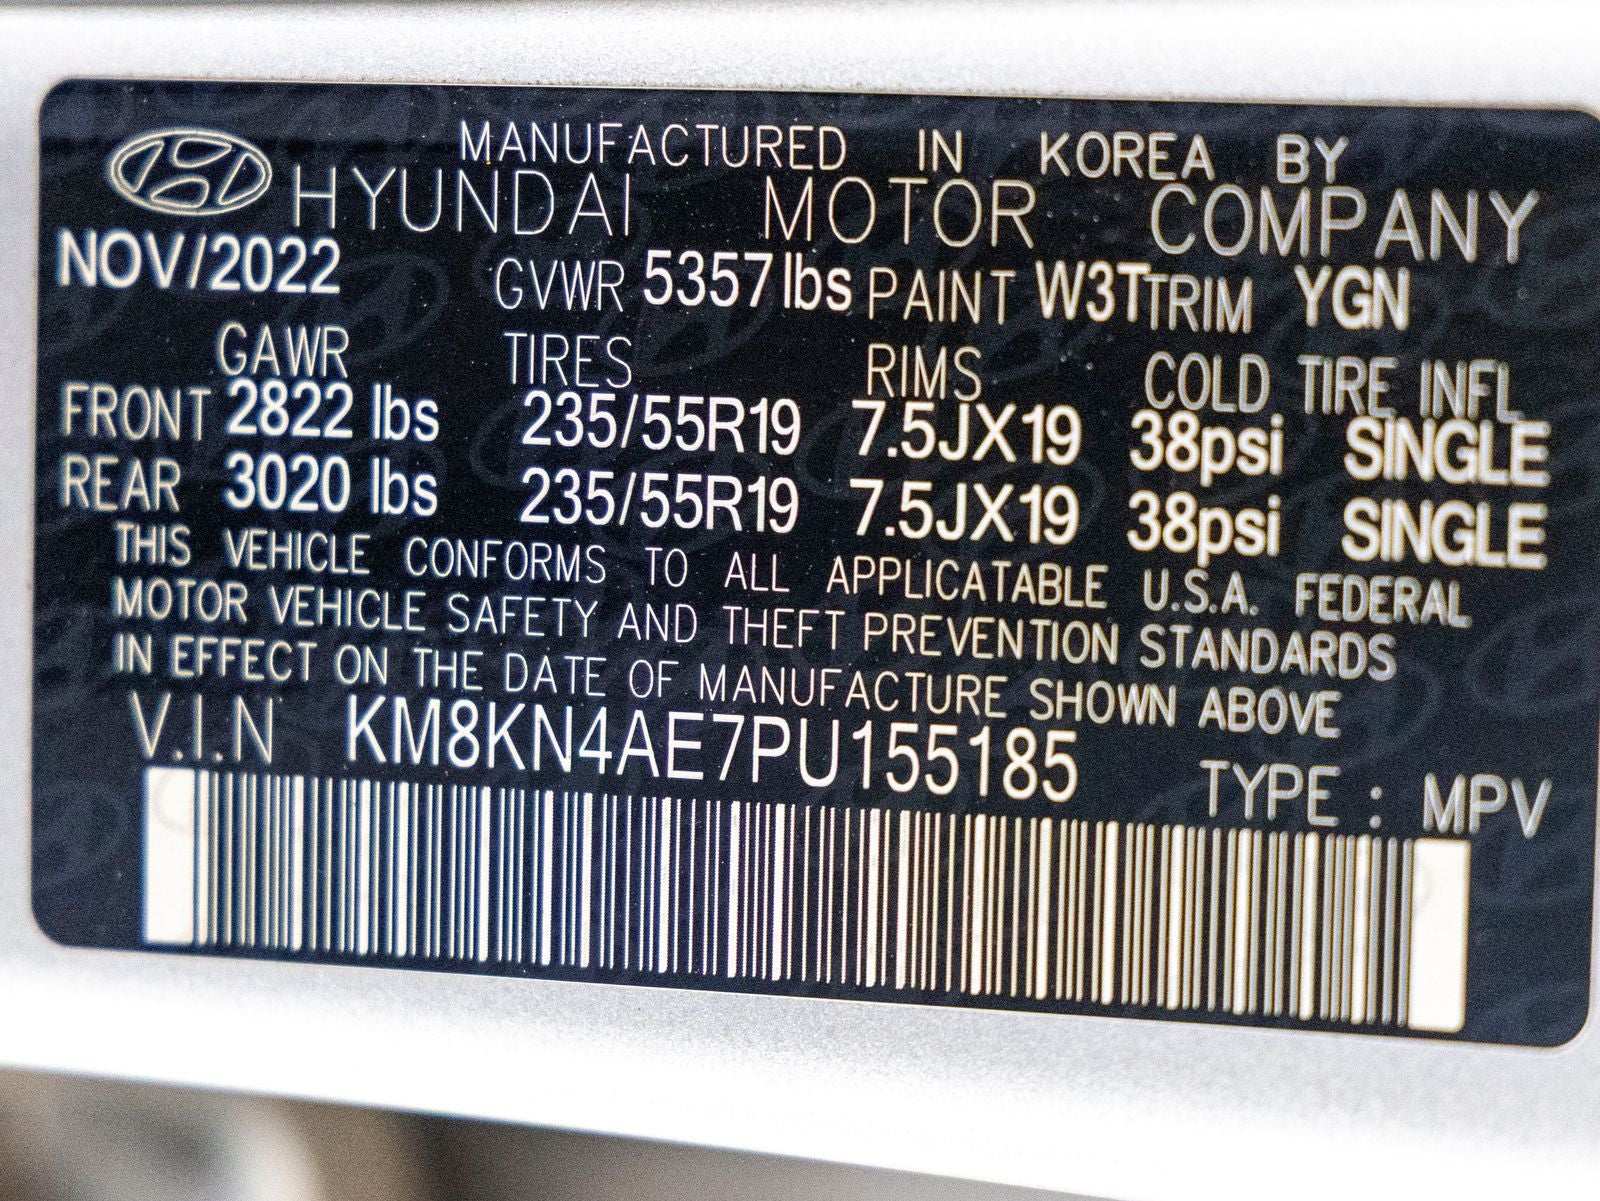 MANUFACTURED IN KOREA BY
HYUNDAI MOTOR COMPANY
NOV/2022 GVWR 5357lbs PAINT W3T TRIM YGN
GAWR TIRES RIMS COLD TIRE INFL
FRONT 2822 lbs 235/55R19 7.5JX19 38psi SINGLE
REAR 3020 lbs 235/55R19 7.5JX19 38psi SINGLE
THIS VEHICLE CONFORMS TO ALL APPLICATABLE U.S.A. FEDERAL
MOTOR VEHICLE SAFETY AND THEFT PREVENTION STANDARDS
IN EFFECT ON THE DATE OF MANUFACTURE SHOWN ABOVE
V.I.N KM8KN4AE7PU155185
TYPE : MPV